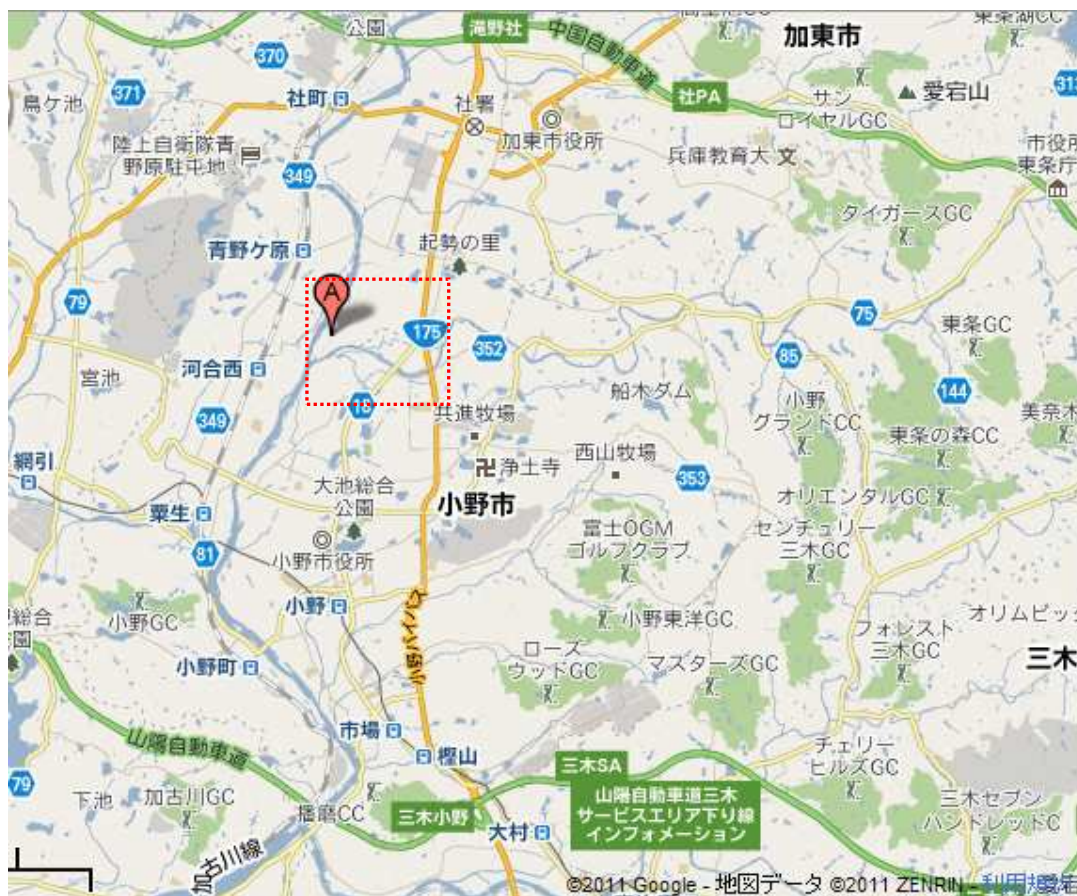 公園
滝野社
中国自動車道
加東市
370
371
鳥ケ池
社町
社署
加東市役所
社PA
愛宕山
サン
ロイヤルGC
313
市役所
東条庁
陸上自衛隊青
野原駐屯地
兵庫教育大
349
タイガースGC
青野ケ原
起勢の里
A
79
175
352
75
東条GC
85
河合西
宮池
349
18
共進牧場
船木ダム
小野
グランドCC
144
美奈木
東条の森CC
網引
浄土寺
西山牧場
353
大池総合
公園
小野市
オリエンタルGC
粟生
富士OGM
ゴルフクラブ
センチュリー
三木GC
81
小野市役所
小野
小野GC
総合
園
小野バイパス
小野東洋GC
オリムピック
フォレスト
三木GC
小野町
ローズ
ウッドGC
マスターズGC
三木
市場
山陽自動車道
樫山
三木SA
チェリー
ヒルズGC
79
下池
加古川GC
播磨CC
三木小野
山陽自動車道三木
サービスエリア下り線
インフォメーション
大村
三木セブン
ハンドレッドC
加古川線
©2011 Google - 地図データ ©2011 ZENRIN -